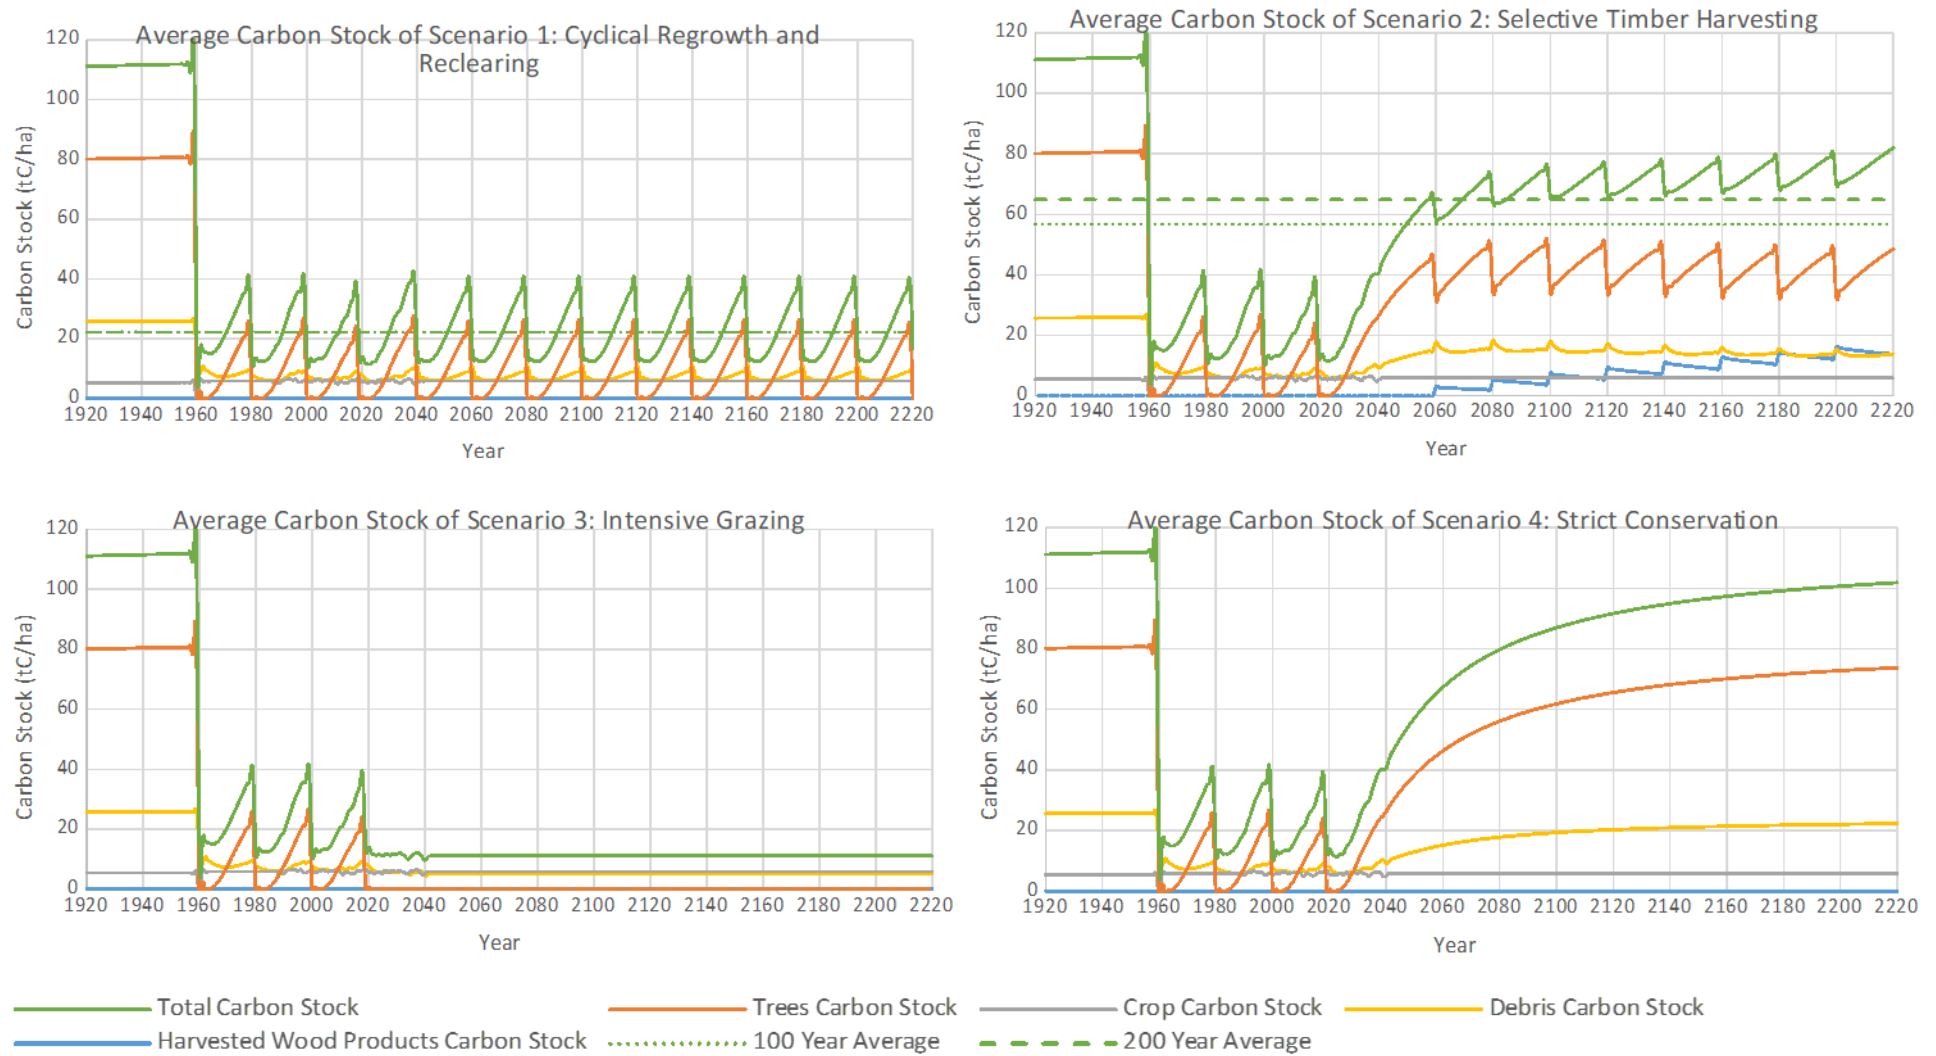 Average Carbon Stock of Scenario 1: Cyclical Regrowth and
Reclearing
Carbon Stock (tC/ha)
120
100
80
60
40
20
0
1920 1940 1960 1980 2000 2020 2040 2060 2080 2100 2120 2140 2160 2180 2200 2220
Year
Average Carbon Stock of Scenario 2: Selective Timber Harvesting
Carbon Stock (tC/ha)
120
100
80
60
40
20
0
1920 1940 1960 1980 2000 2020 2040 2060 2080 2100 2120 2140 2160 2180 2200 2220
Year
Average Carbon Stock of Scenario 3: Intensive Grazing
Carbon Stock (tC/ha)
120
100
80
60
40
20
0
1920 1940 1960 1980 2000 2020 2040 2060 2080 2100 2120 2140 2160 2180 2200 2220
Year
Average Carbon Stock of Scenario 4: Strict Conservation
Carbon Stock (tC/ha)
120
100
80
60
40
20
0
1920 1940 1960 1980 2000 2020 2040 2060 2080 2100 2120 2140 2160 2180 2200 2220
Year
Total Carbon Stock Trees Carbon Stock Crop Carbon Stock Debris Carbon Stock
Harvested Wood Products Carbon Stock 100 Year Average 200 Year Average